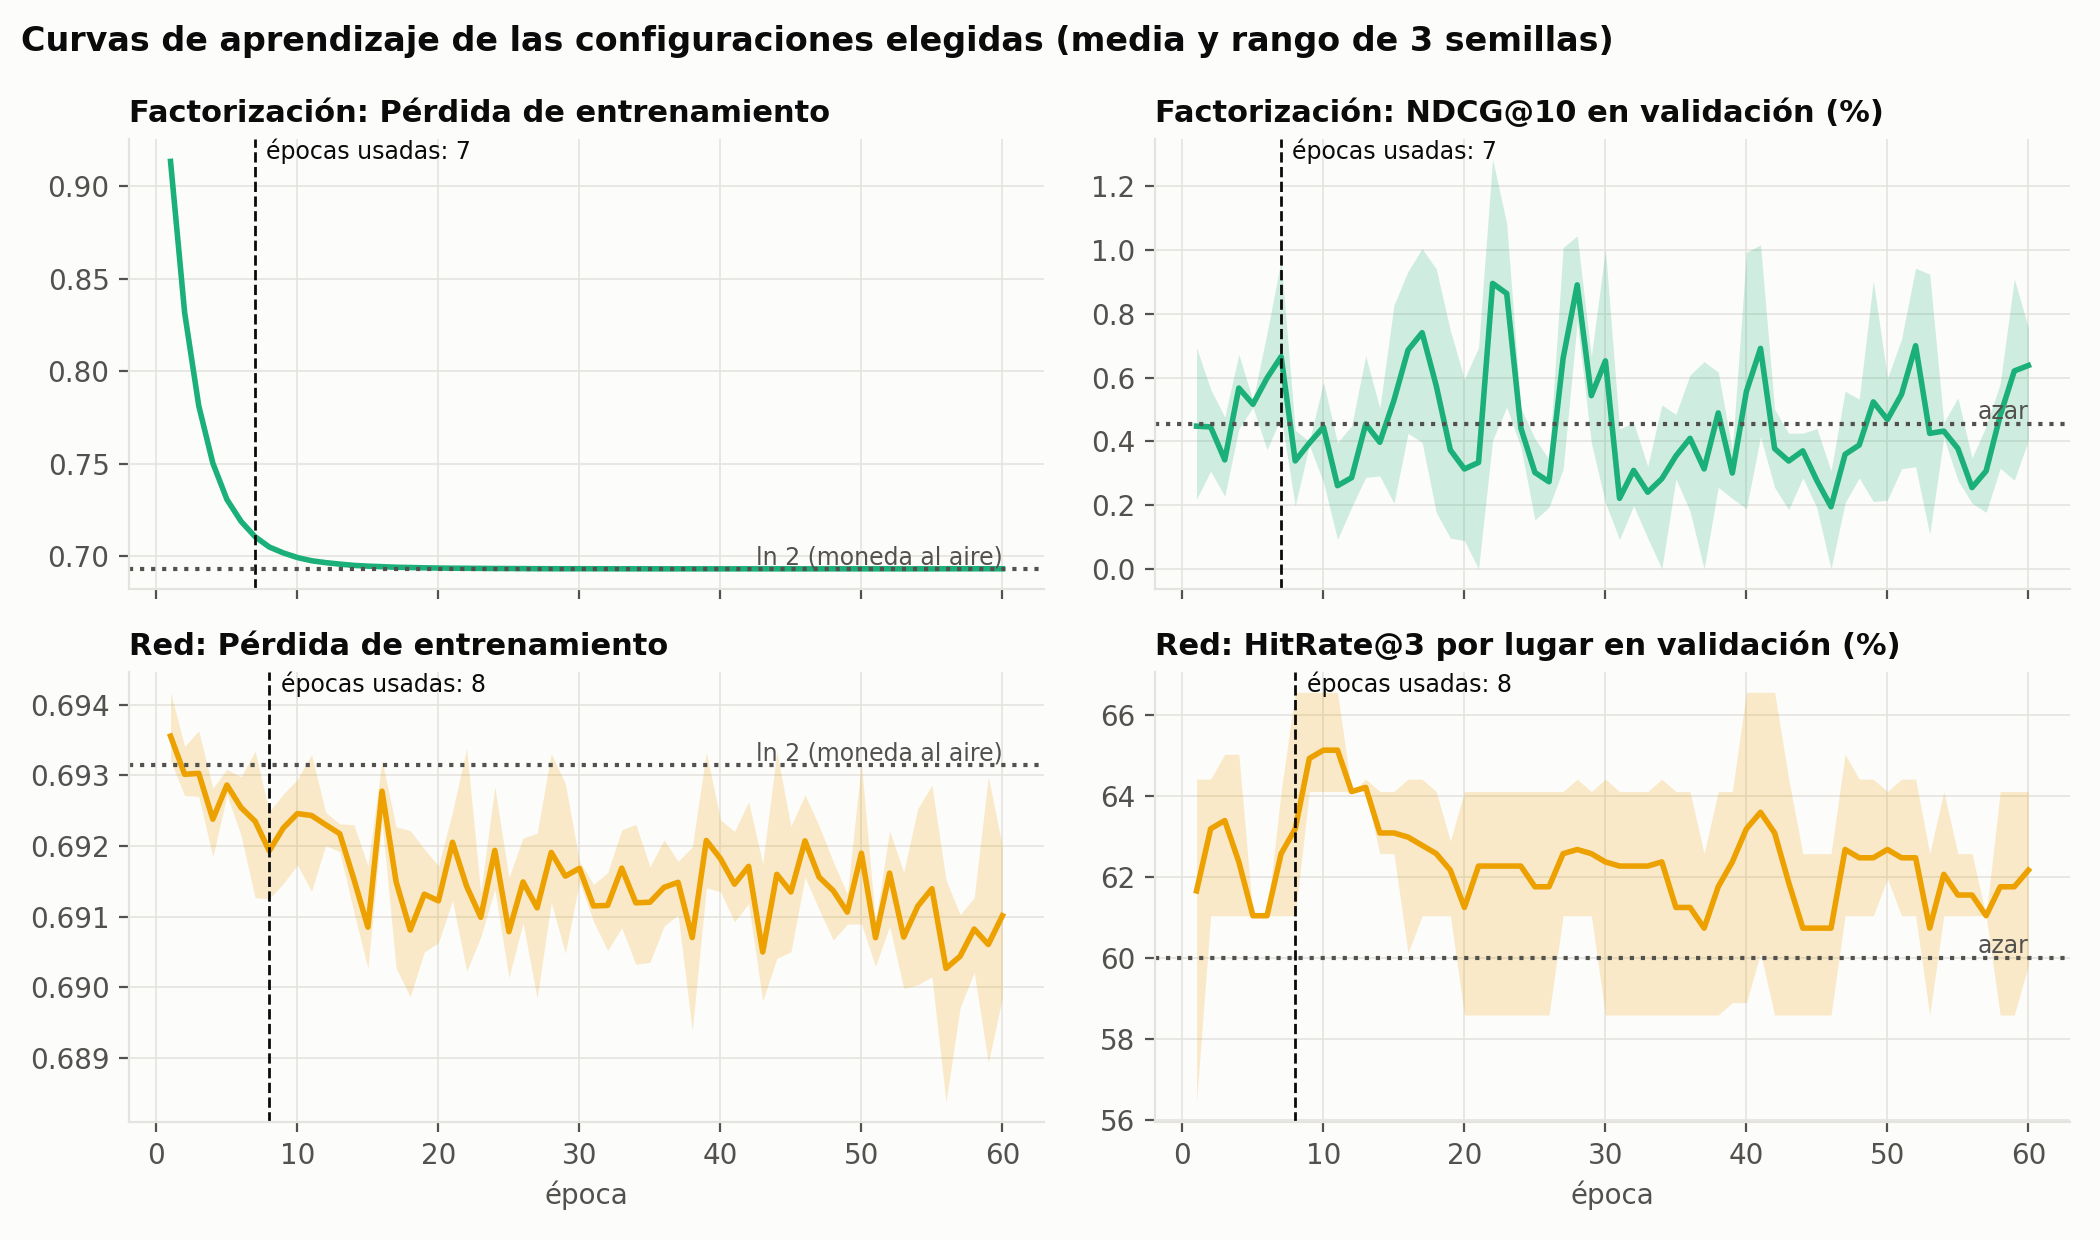 Curvas de aprendizaje de las configuraciones elegidas (media y rango de 3 semillas)
Factorización: Pérdida de entrenamiento
épocas usadas: 7
0.90
0.85
0.80
0.75
0.70
ln 2 (moneda al aire)
Factorización: NDCG@10 en validación (%)
épocas usadas: 7
1.2
1.0
0.8
0.6
0.4
0.2
0.0
azar
Red: Pérdida de entrenamiento
épocas usadas: 8
0.694
0.693
0.692
0.691
0.690
0.689
ln 2 (moneda al aire)
0 10 20 30 40 50 60
época
Red: HitRate@3 por lugar en validación (%)
épocas usadas: 8
66
64
62
60
58
56
azar
0 10 20 30 40 50 60
época